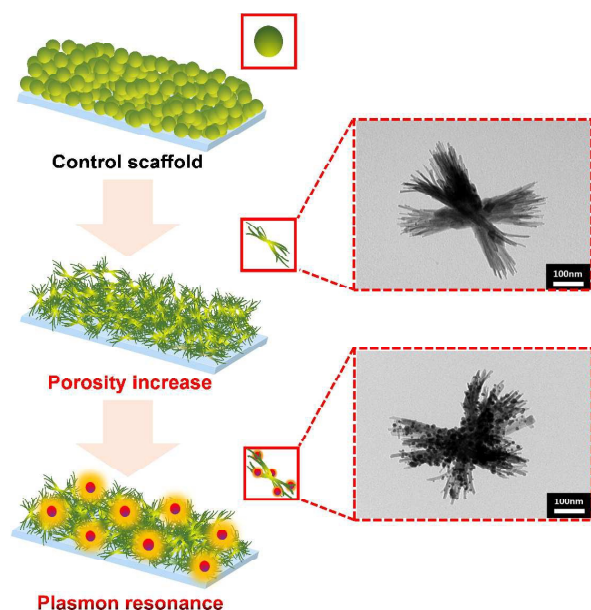 Control scaffold
100nm
Porosity increase
100nm
Plasmon resonance